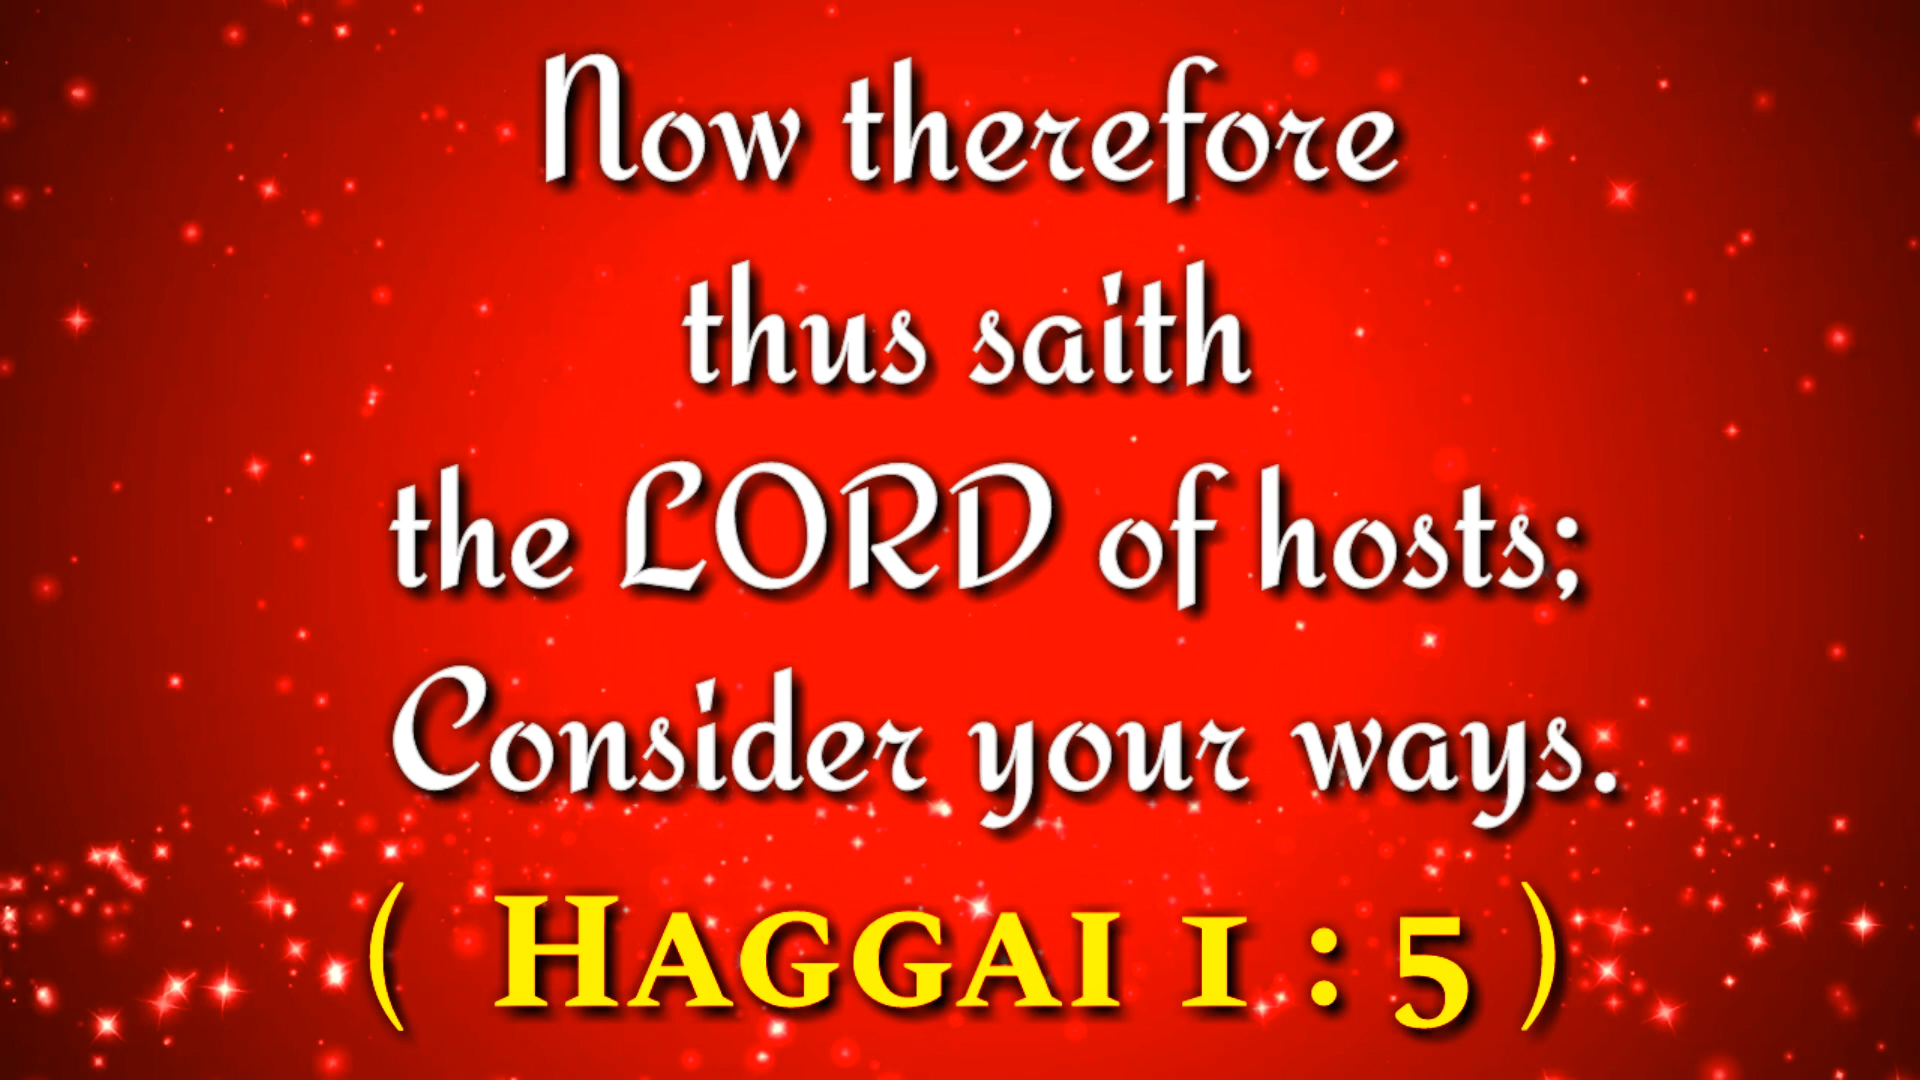 Now therefore
thus saith
the LORD of hosts;
Consider your ways.
( HAGGAI 1 : 5 )